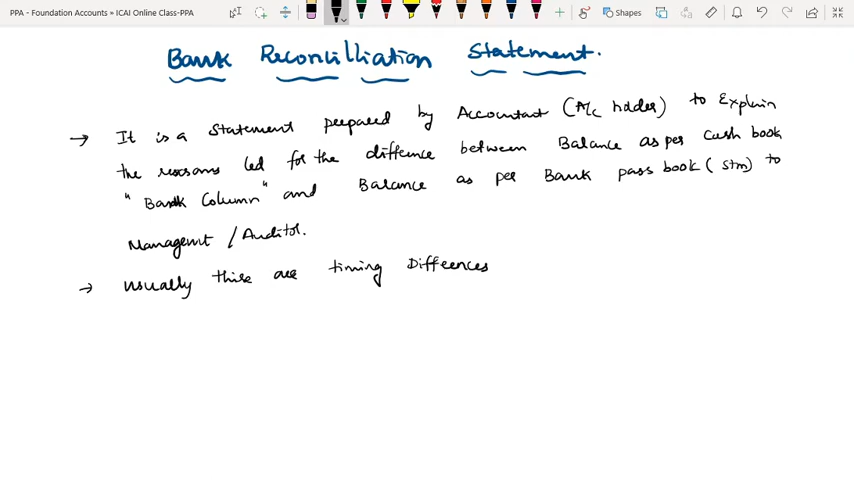 PPA - Foundation Accounts » ICAI Online Class-PPA
Shapes
Bank Reconcilliation Statement.
→ It is a statement prepared by Accountant (A/c holder) to Explain
the reasons led for the difference between Balance as per cash book
"Bank Column" and Balance as per Bank pass book (stm) to
Management / Auditor.
→ usually these are timing Differences